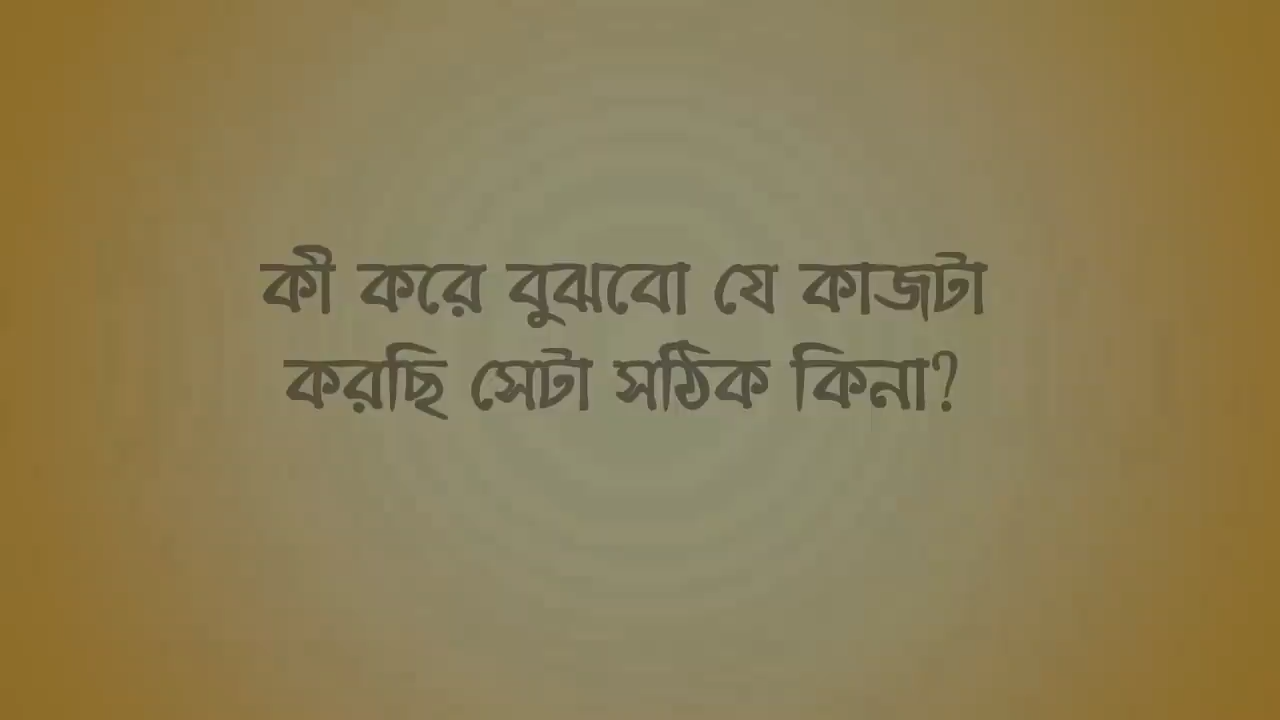 কী করে বুঝবো যে কাজটা
করছি সেটা সঠিক কিনা?